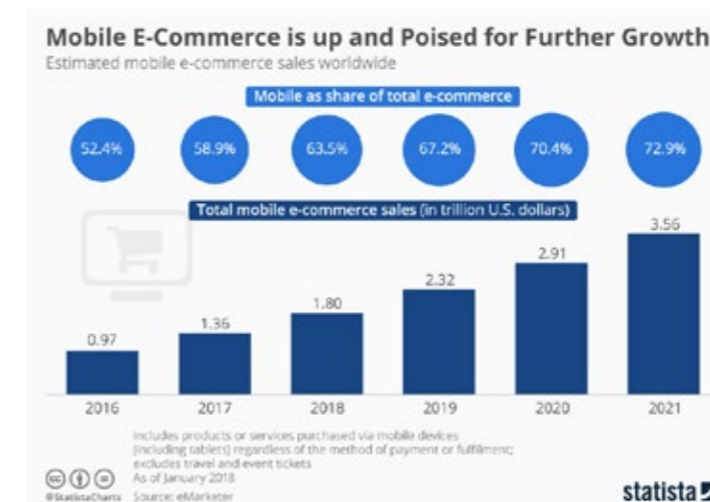 Mobile E-Commerce is up and Poised for Further Growth
Estimated mobile e-commerce sales worldwide
Mobile as share of total e-commerce
52.4% 58.9% 63.5% 67.2% 70.4% 72.9%
Total mobile e-commerce sales (in trillion U.S. dollars)
0.97 1.36 1.80 2.32 2.91 3.56
2016 2017 2018 2019 2020 2021
Includes products or services purchased via mobile devices
(including tablets) regardless of the method of payment or fulfilment;
excludes travel and event tickets
As of January 2018
@StatistaCharts Source: eMarketer
statista